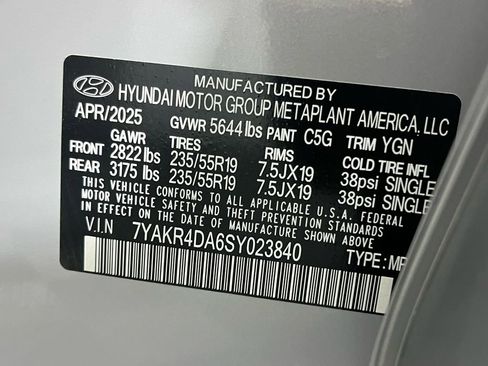 MANUFACTURED BY
HYUNDAI MOTOR GROUP METAPLANT AMERICA, LLC
APR/2025 GVWR 5644 lbs PAINT C5G TRIM YGN
GAWR TIRES RIMS COLD TIRE INFL
FRONT 2822 lbs 235/55R19 7.5JX19 38psi SINGLE
REAR 3175 lbs 235/55R19 7.5JX19 38psi SINGLE
THIS VEHICLE CONFORMS TO ALL APPLICABLE U.S.A. FEDERAL
MOTOR VEHICLE SAFETY AND THEFT PREVENTION STANDARDS
IN EFFECT ON THE DATE OF MANUFACTURE SHOWN ABOVE.
V.I.N 7YAKR4DA6SY023840
TYPE:MP